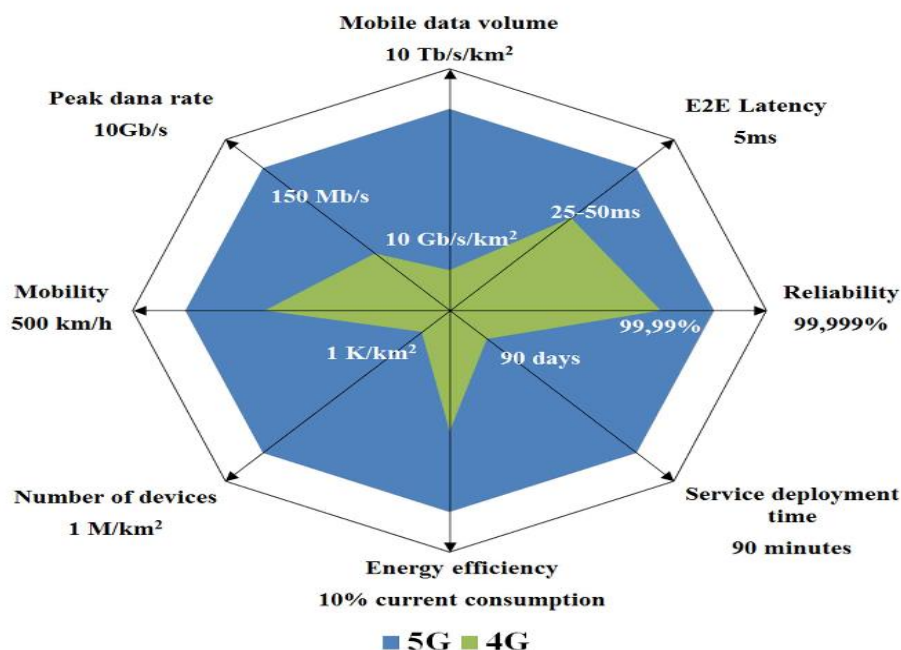 Mobile data volume
10 Tb/s/km²
Peak dana rate
10Gb/s
E2E Latency
5ms
150 Mb/s
25-50ms
10 Gb/s/km²
Mobility
500 km/h
Reliability
99,999%
99,99%
1 K/km²
90 days
Number of devices
1 M/km²
Service deployment
time
90 minutes
Energy efficiency
10% current consumption
5G 4G